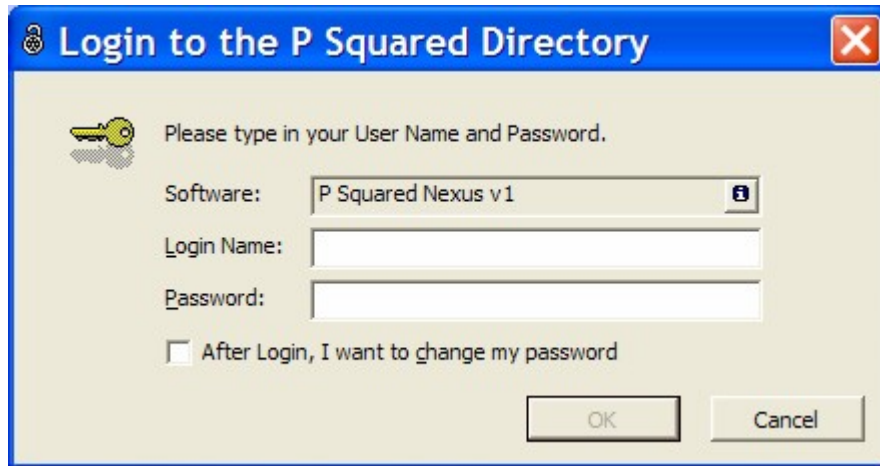 Login to the P Squared Directory
Please type in your User Name and Password.
Software: P Squared Nexus v1
Login Name:
Password:
After Login, I want to change my password
OK Cancel